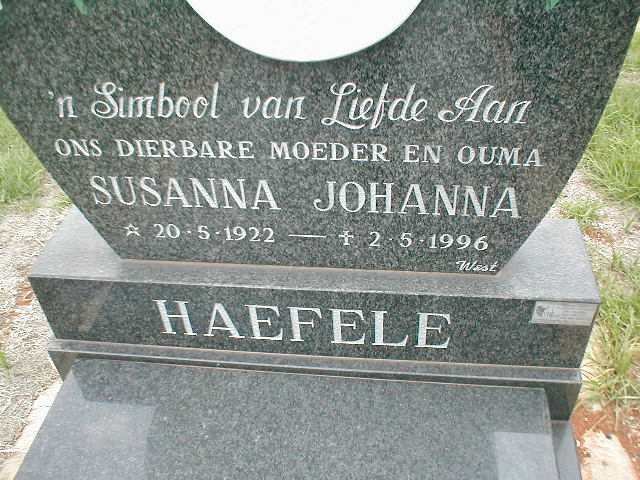 'n Simbool van Liefde Aan
ONS DIERBARE MOEDER EN OUMA
SUSANNA JOHANNA
☆ 20·5·1922 — ✝ 2·5·1996
West
HAEFELE